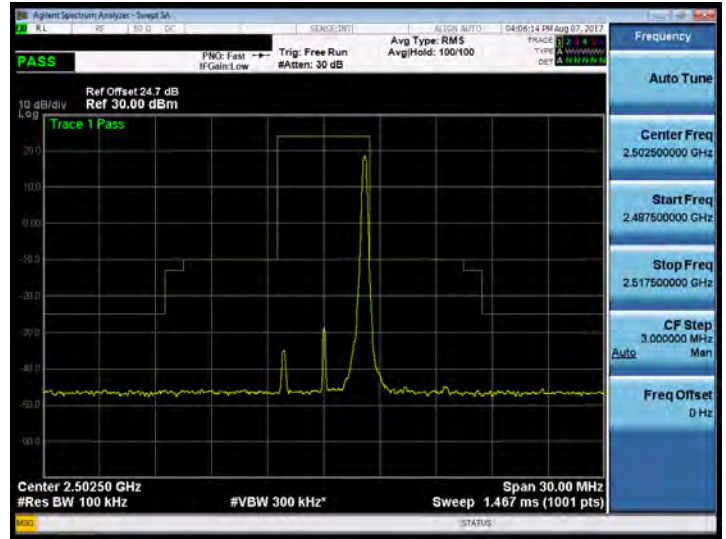 Agilent Spectrum Analyzer - Swept SA
RL RF 50 Ω DC SENSE:INT ALIGN AUTO 04:06:14 PM Aug 07, 2017
PASS
PNO: Fast
IFGain:Low
Trig: Free Run
#Atten: 30 dB
Avg Type: RMS
Avg|Hold: 100/100
TRACE 1 2 3 4 5 6
TYPE A
DET A N N N N N
Ref Offset 24.7 dB
10 dB/div Ref 30.00 dBm
Log
Trace 1 Pass
20.0
10.0
0.00
-10.0
-20.0
-30.0
-40.0
-50.0
-60.0
Center 2.50250 GHz Span 30.00 MHz
#Res BW 100 kHz #VBW 300 kHz* Sweep 1.467 ms (1001 pts)
MSG STATUS
Frequency
Auto Tune
Center Freq
2.502500000 GHz
Start Freq
2.487500000 GHz
Stop Freq
2.517500000 GHz
CF Step
3.000000 MHz
Auto Man
Freq Offset
0 Hz